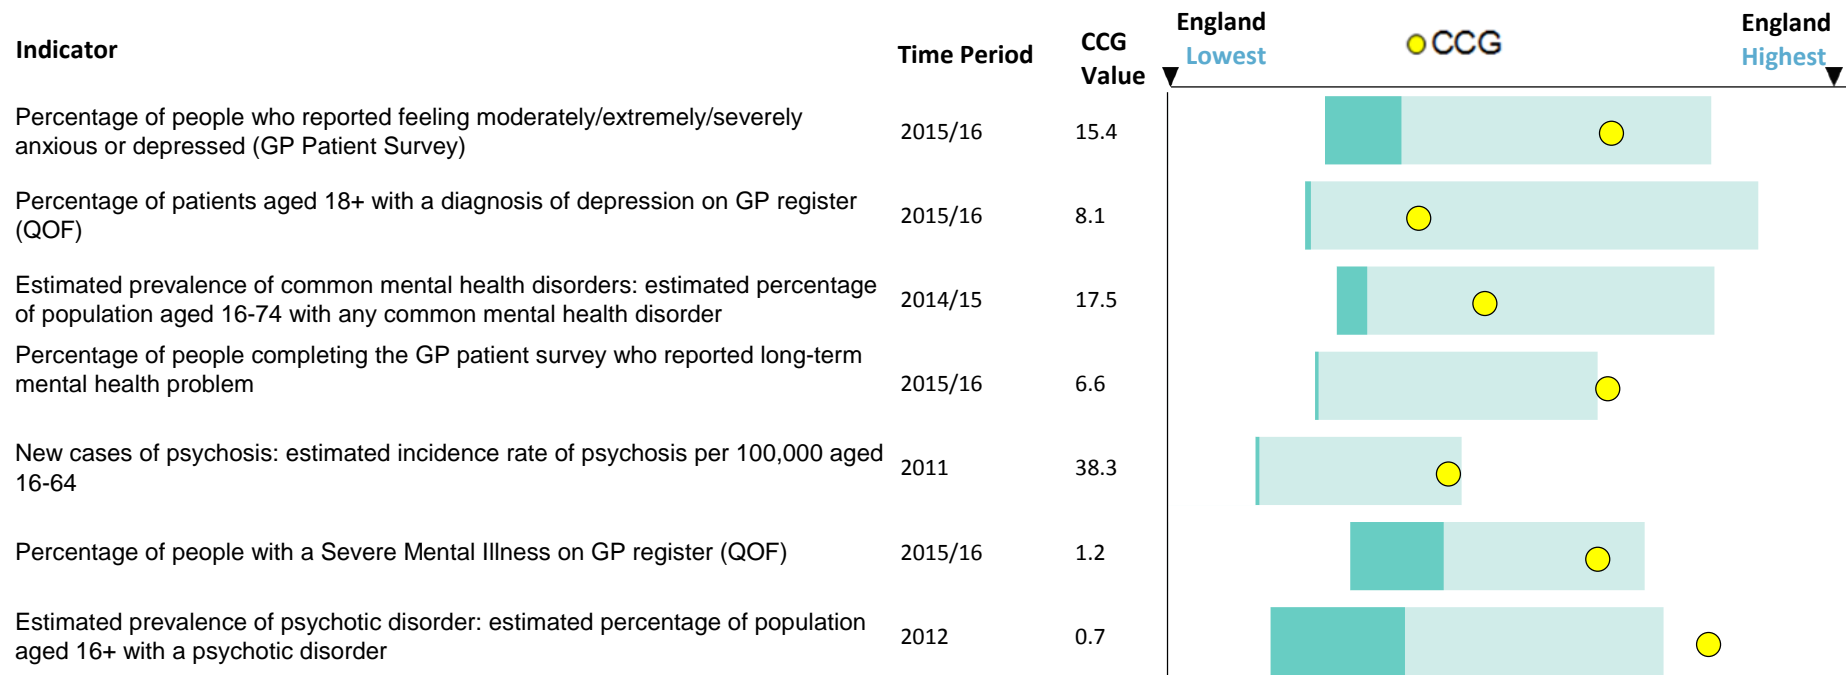 Indicator
Time Period
CCG
Value
England
Lowest
CCG
England
Highest
Percentage of people who reported feeling moderately/extremely/severely
anxious or depressed (GP Patient Survey)
2015/16
15.4
Percentage of patients aged 18+ with a diagnosis of depression on GP register
(QOF)
2015/16
8.1
Estimated prevalence of common mental health disorders: estimated percentage
of population aged 16-74 with any common mental health disorder
2014/15
17.5
Percentage of people completing the GP patient survey who reported long-term
mental health problem
2015/16
6.6
New cases of psychosis: estimated incidence rate of psychosis per 100,000 aged
16-64
2011
38.3
Percentage of people with a Severe Mental Illness on GP register (QOF)
2015/16
1.2
Estimated prevalence of psychotic disorder: estimated percentage of population
aged 16+ with a psychotic disorder
2012
0.7